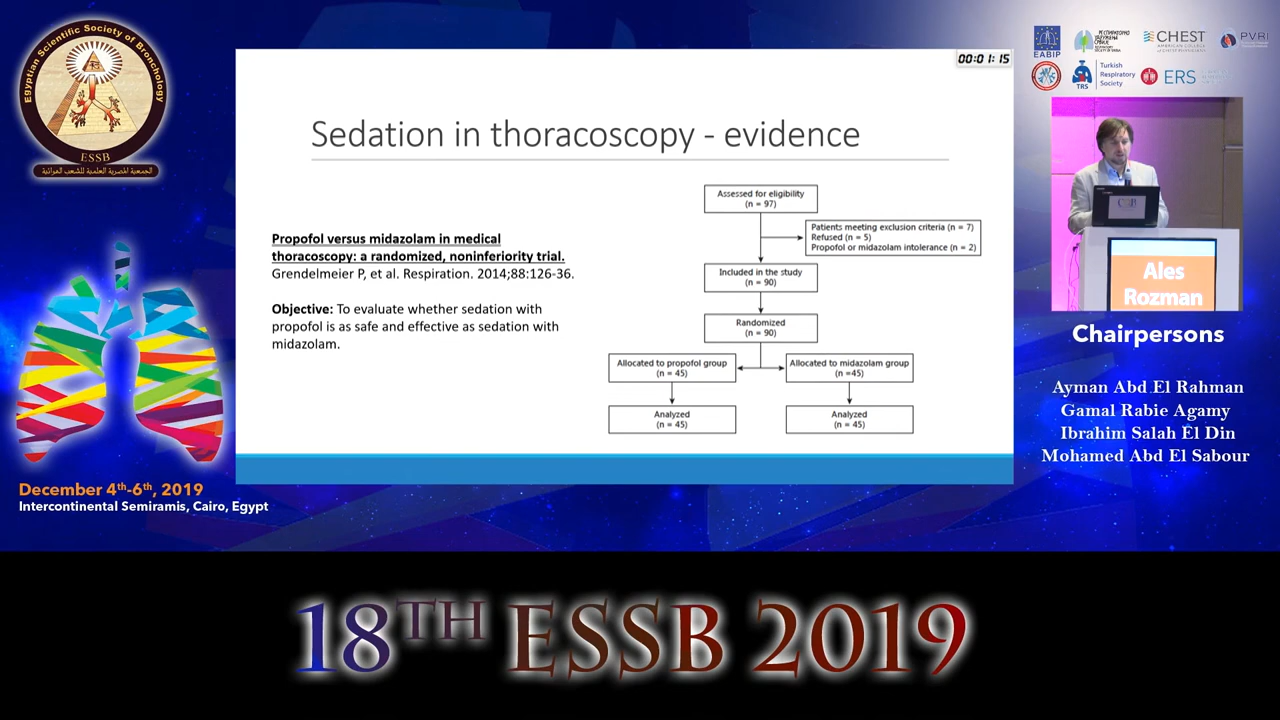 Egyptian Scientific Society of Bronchology
ESSB
الجمعية المصرية العلمية للشعب الهوائية
December 4th-6th, 2019
Intercontinental Semiramis, Cairo, Egypt
00:01:15
Sedation in thoracoscopy - evidence
Propofol versus midazolam in medical
thoracoscopy: a randomized, noninferiority trial.
Grendelmeier P, et al. Respiration. 2014;88:126-36.
Objective: To evaluate whether sedation with
propofol is as safe and effective as sedation with
midazolam.
Assessed for eligibility
(n = 97)
Patients meeting exclusion criteria (n = 7)
Refused (n = 5)
Propofol or midazolam intolerance (n = 2)
Included in the study
(n = 90)
Randomized
(n = 90)
Allocated to propofol group
(n = 45)
Allocated to midazolam group
(n =45)
Analyzed
(n = 45)
Analyzed
(n = 45)
EABIP
CHEST
PVRI
TRS
Turkish
Respiratory
Society
ERS
Ales
Rozman
Chairpersons
Ayman Abd El Rahman
Gamal Rabie Agamy
Ibrahim Salah El Din
Mohamed Abd El Sabour
18TH ESSB 2019